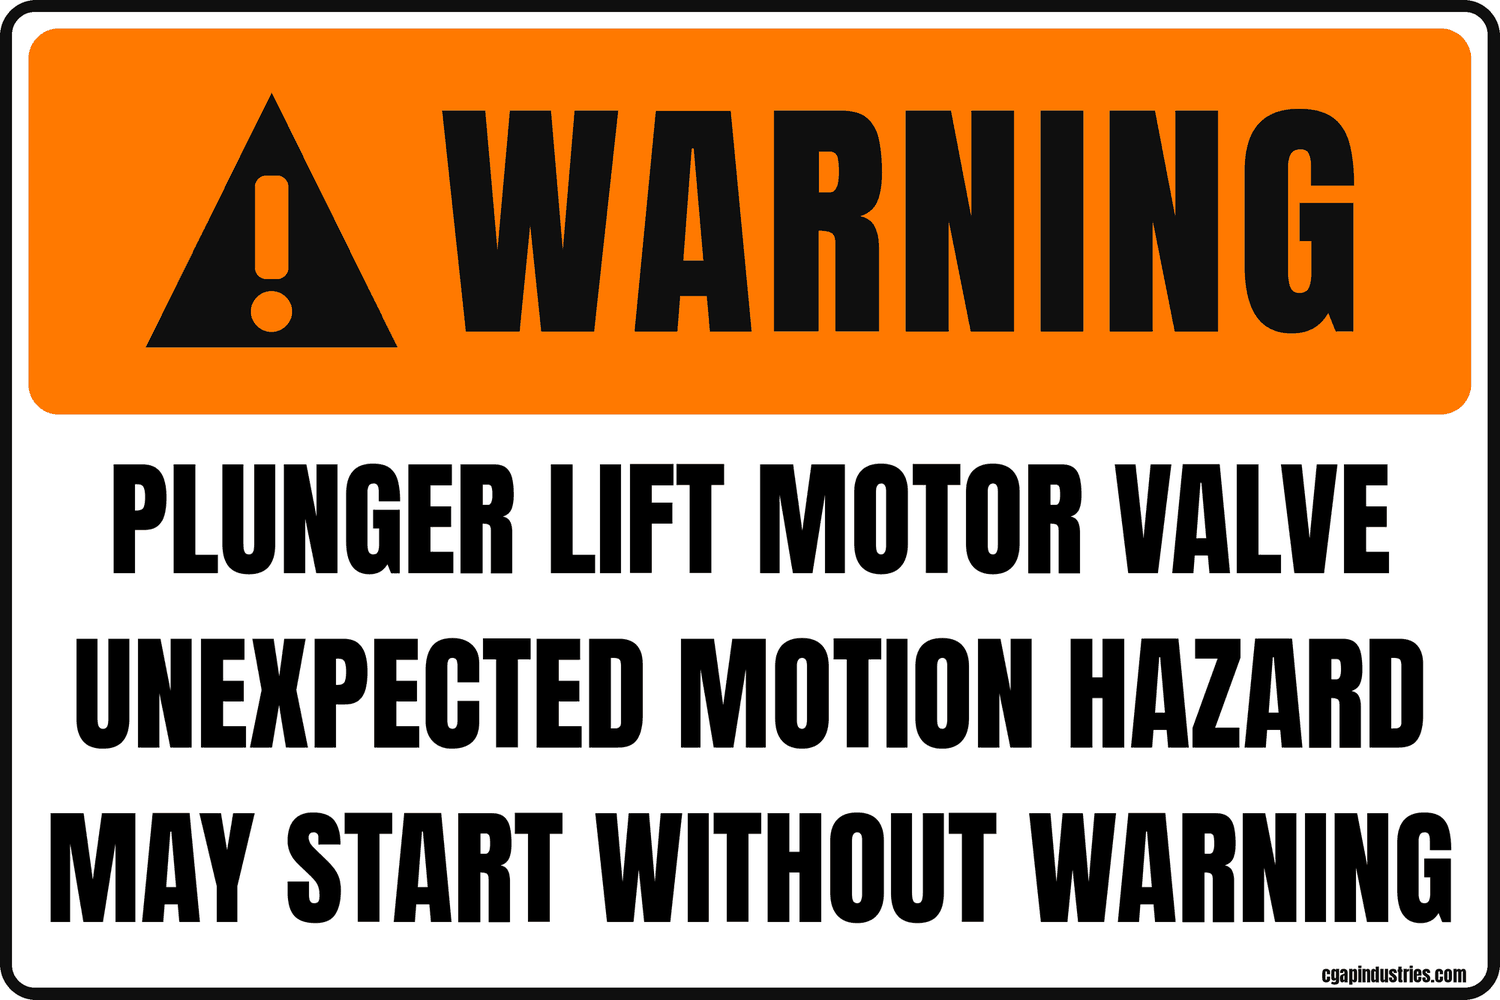 WARNING
PLUNGER LIFT MOTOR VALVE
UNEXPECTED MOTION HAZARD
MAY START WITHOUT WARNING
cgapindustries.com